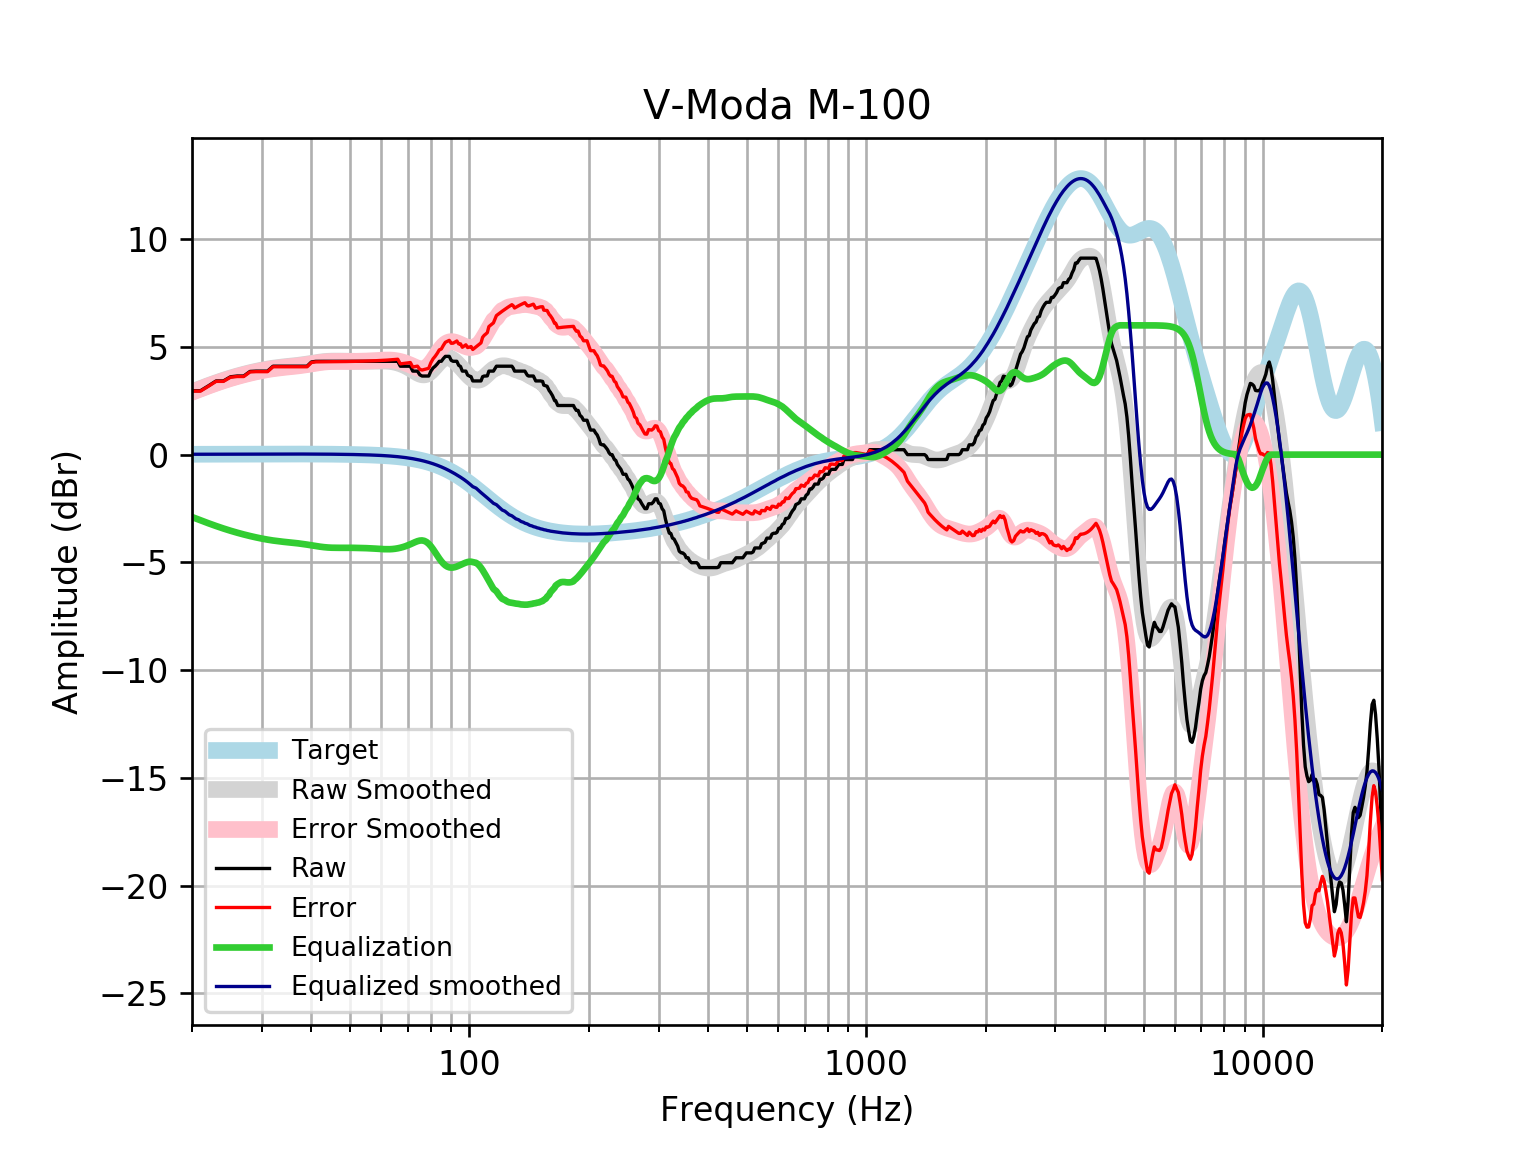 V-Moda M-100
Amplitude (dBr)
10
5
0
−5
−10
−15
−20
−25
Target
Raw Smoothed
Error Smoothed
Raw
Error
Equalization
Equalized smoothed
100 1000 10000
Frequency (Hz)